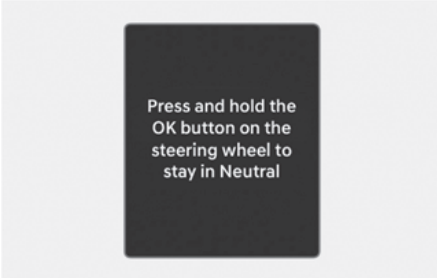 Press and hold the
OK button on the
steering wheel to
stay in Neutral